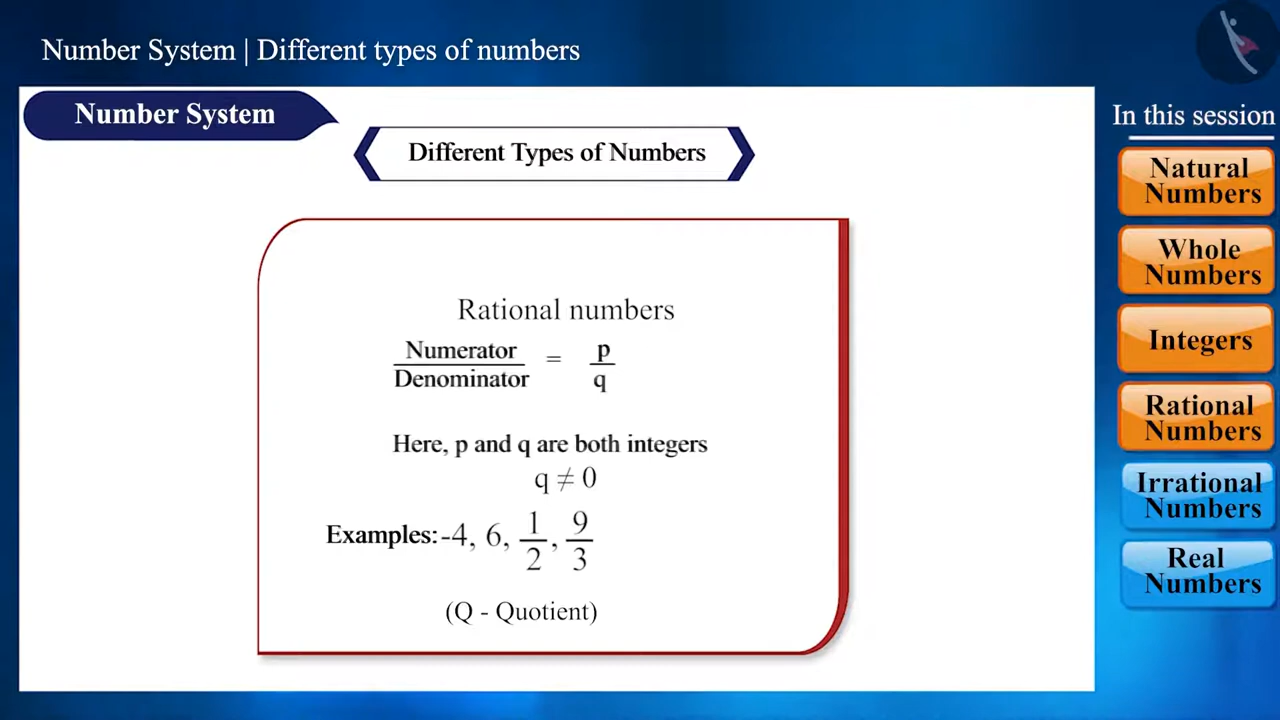 Number System | Different types of numbers
Number System
Different Types of Numbers
Rational numbers
Numerator
Denominator
=
p
q
Here, p and q are both integers
q ≠ 0
Examples: -4, 6, 1/2, 9/3
(Q - Quotient)
In this session
Natural
Numbers
Whole
Numbers
Integers
Rational
Numbers
Irrational
Numbers
Real
Numbers